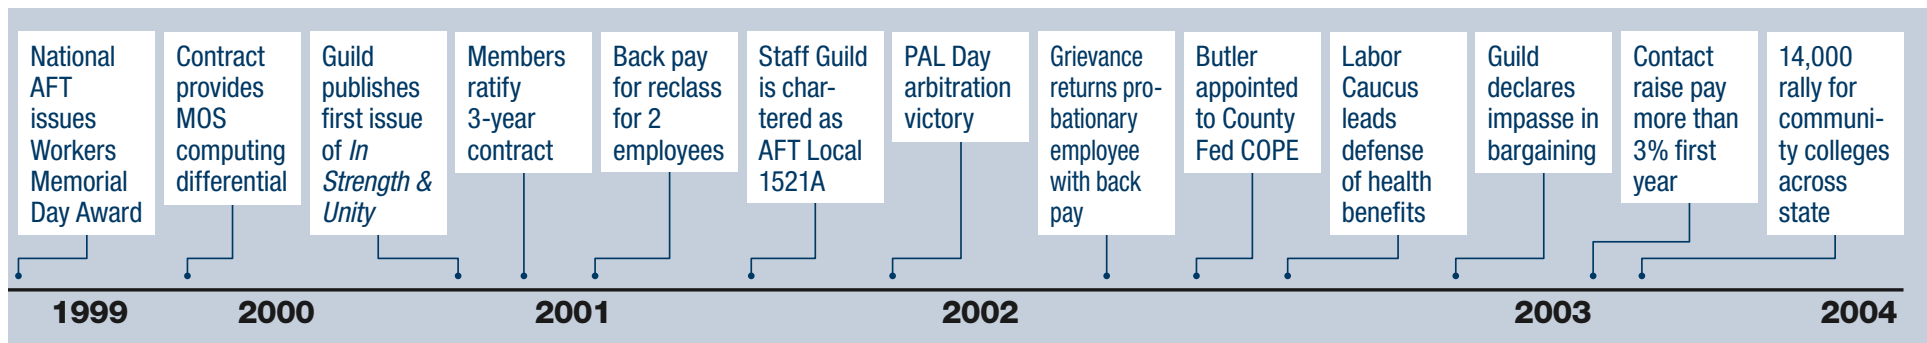 National
AFT
issues
Workers
Memorial
Day Award
Contract
provides
MOS
computing
differential
Guild
publishes
first issue
of In
Strength &
Unity
Members
ratify
3-year
contract
Back pay
for reclass
for 2
employees
Staff Guild
is char-
tered as
AFT Local
1521A
PAL Day
arbitration
victory
Grievance
returns pro-
bationary
employee
with back
pay
Butler
appointed
to County
Fed COPE
Labor
Caucus
leads
defense
of health
benefits
Guild
declares
impasse in
bargaining
Contact
raise pay
more than
3% first
year
14,000
rally for
communi-
ty colleges
across
state
1999 2000 2001 2002 2003 2004